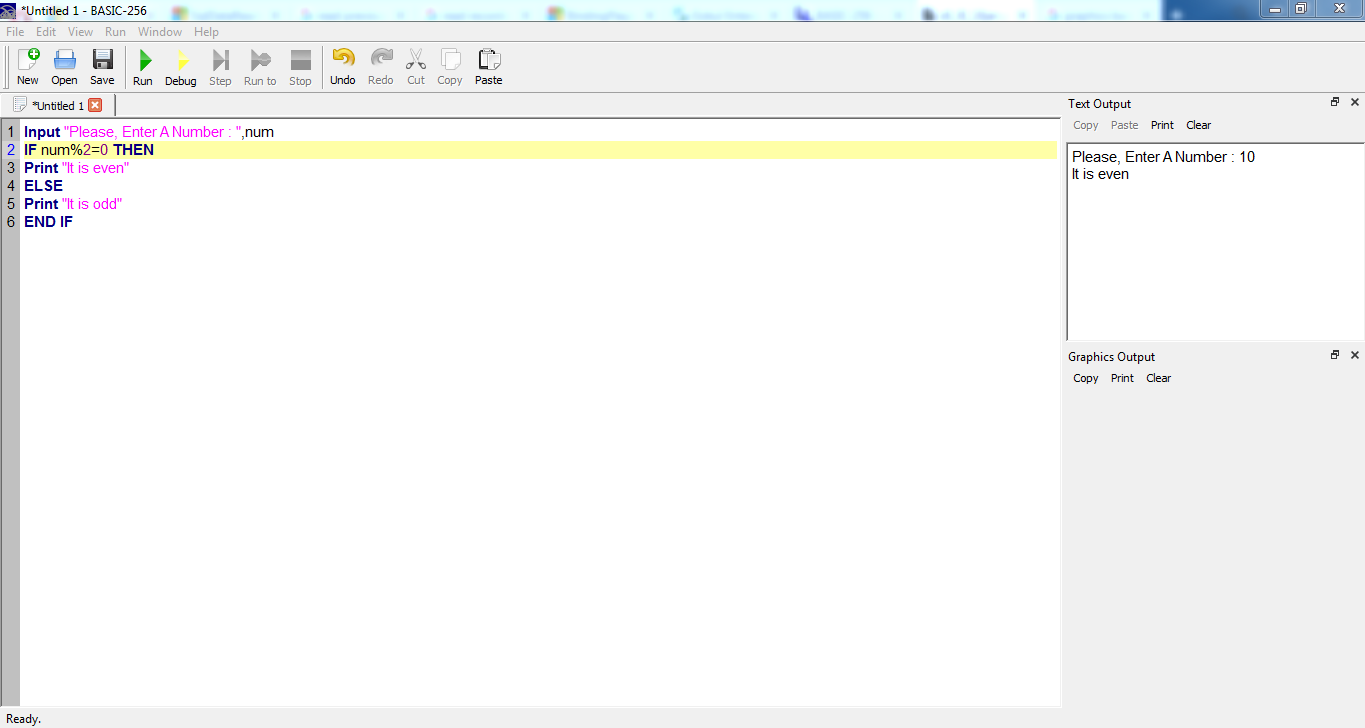 *Untitled 1 - BASIC-256
File Edit View Run Window Help
New Open Save Run Debug Step Run to Stop Undo Redo Cut Copy Paste
*Untitled 1
1 Input "Please, Enter A Number : ",num
2 IF num%2=0 THEN
3 Print "It is even"
4 ELSE
5 Print "It is odd"
6 END IF
Text Output
Copy Paste Print Clear
Please, Enter A Number : 10
It is even
Graphics Output
Copy Print Clear
Ready.